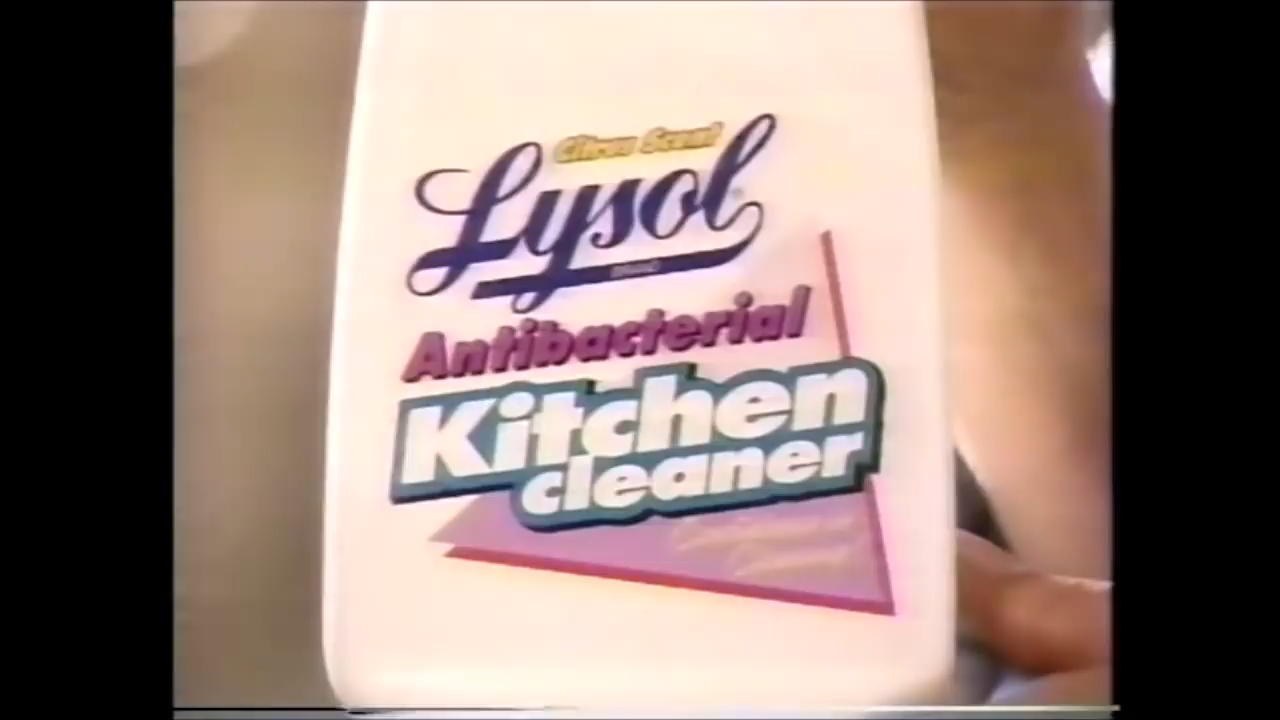 Citrus Scent
Lysol
Antibacterial
Kitchen
cleaner